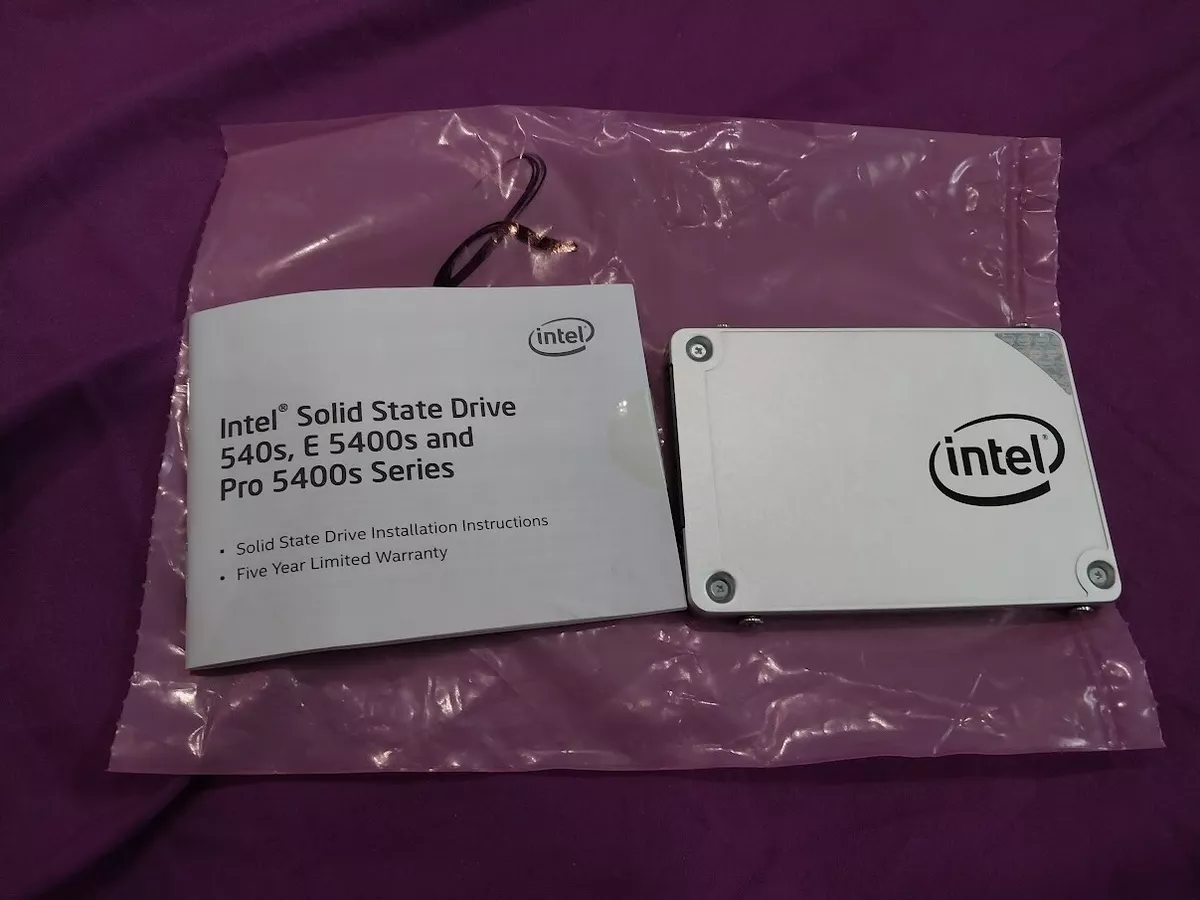 intel
Intel® Solid State Drive
540s, E 5400s and
Pro 5400s Series
• Solid State Drive Installation Instructions
• Five Year Limited Warranty
intel®